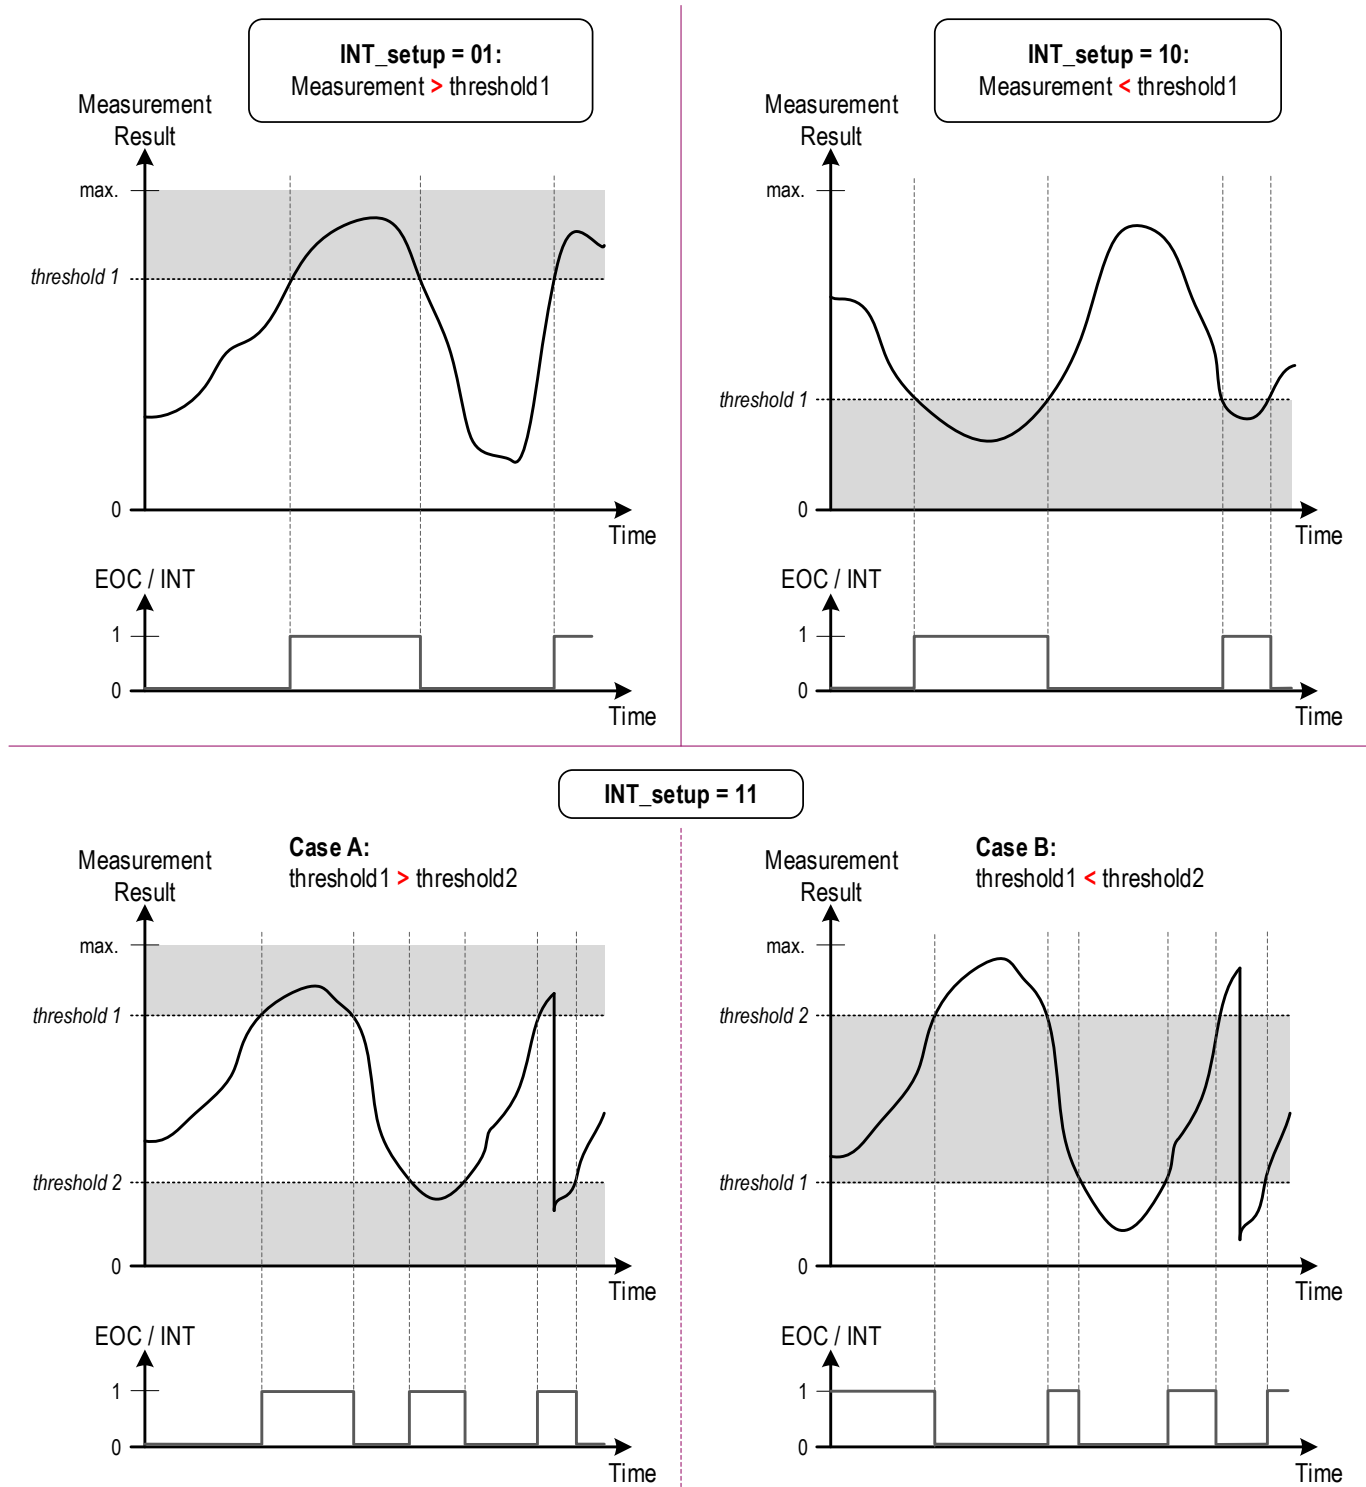 INT_setup = 01:
Measurement > threshold1
Measurement
Result
max.
threshold 1
0
Time
EOC / INT
1
0
Time
INT_setup = 10:
Measurement < threshold1
Measurement
Result
max.
threshold 1
0
Time
EOC / INT
1
0
Time
INT_setup = 11
Case A:
threshold1 > threshold2
Measurement
Result
max.
threshold 1
threshold 2
0
Time
EOC / INT
1
0
Time
Case B:
threshold1 < threshold2
Measurement
Result
max.
threshold 2
threshold 1
0
Time
EOC / INT
1
0
Time